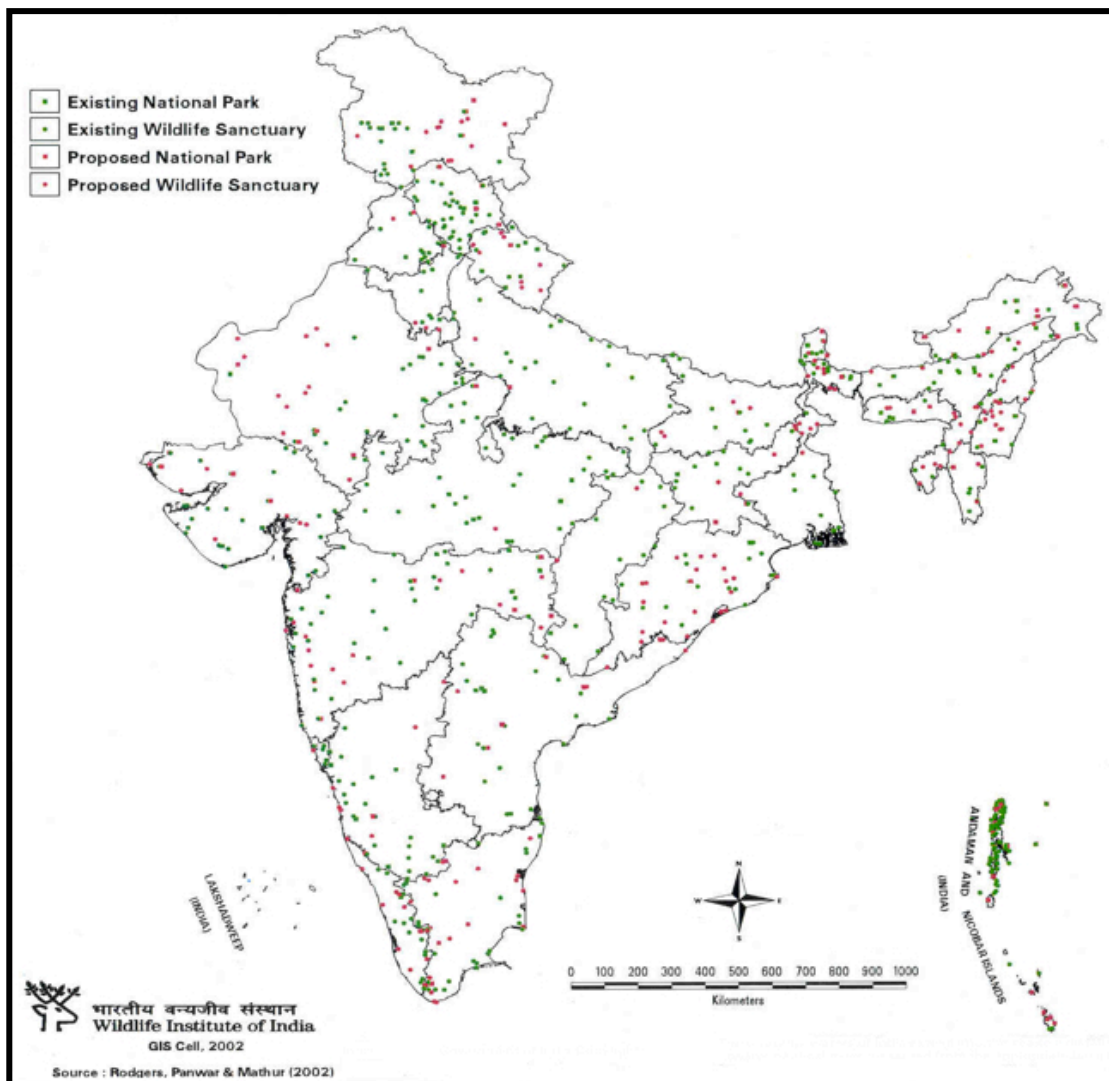 Existing National Park
Existing Wildlife Sanctuary
Proposed National Park
Proposed Wildlife Sanctuary
LAKSHADWEEP
(INDIA)
ANDAMAN AND NICOBAR ISLANDS
(INDIA)
N
W E
S
0 100 200 300 400 500 600 700 800 900 1000
Kilometers
भारतीय वन्यजीव संस्थान
Wildlife Institute of India
GIS Cell, 2002
Source : Rodgers, Panwar & Mathur (2002)